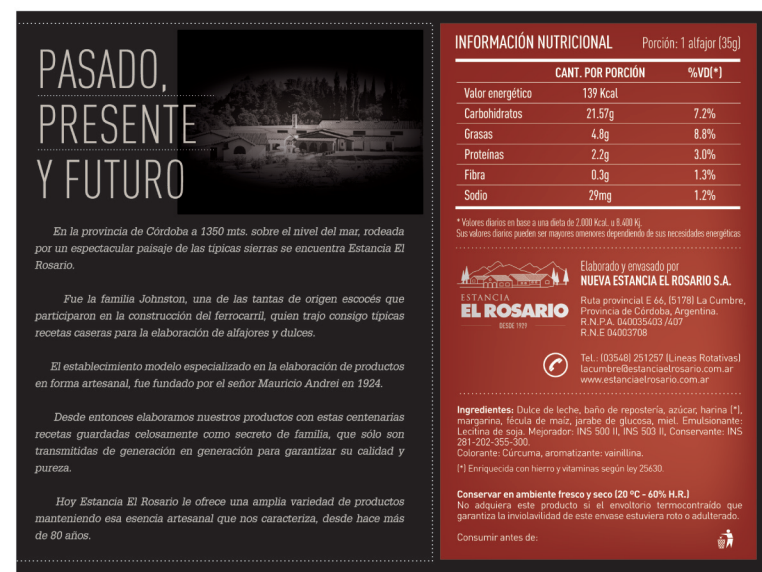 PASADO,
PRESENTE
Y FUTURO
En la provincia de Córdoba a 1350 mts. sobre el nivel del mar, rodeada
por un espectacular paisaje de las tipicas sierras se encuentra Estancia El
Rosario.
Fue la familia Johnston, una de las tantas de origen escocés que
participaron en la construcción del ferrocarril, quien trajo consigo tipicas
recetas caseras para la elaboración de alfajores y dulces.
El establecimiento modelo especializado en la elaboración de productos
en forma artesanal, fue fundado por el señor Mauricio Andrei en 1924.
Desde entonces elaboramos nuestros productos con estas centenarias
recetas guardadas celosamente como secreto de familia, que sólo son
transmitidas de generación en generación para garantizar su calidad y
pureza.
Hoy Estancia El Rosario le ofrece una amplia variedad de productos
manteniendo esa esencia artesanal que nos caracteriza, desde hace más
de 80 años.
INFORMACIÓN NUTRICIONAL Porción: 1 alfajor (35g)
CANT. POR PORCIÓN %VD(*)
Valor energético 139 Kcal
Carbohidratos 21.57g 7.2%
Grasas 4.8g 8.8%
Proteínas 2.2g 3.0%
Fibra 0.3g 1.3%
Sodio 29mg 1.2%
* Valores diarios en base a una dieta de 2.000 Kcal. u 8.400 Kj.
Sus valores diarios pueden ser mayores omenores dependiendo de sus necesidades energéticas
ESTANCIA
EL ROSARIO
DESDE 1929
Elaborado y envasado por
NUEVA ESTANCIA EL ROSARIO S.A.
Ruta provincial E 66, (5178) La Cumbre,
Provincia de Córdoba, Argentina.
R.N.P.A. 040035403 /407
R.N.E 04003708
Tel.: (03548) 251257 (Lineas Rotativas)
lacumbre@estanciaelrosario.com.ar
www.estanciaelrosario.com.ar
Ingredientes: Dulce de leche, baño de repostería, azúcar, harina (*),
margarina, fécula de maíz, jarabe de glucosa, miel. Emulsionante:
Lecitina de soja. Mejorador: INS 500 II, INS 503 II, Conservante: INS
281-202-355-300.
Colorante: Cúrcuma, aromatizante: vainillina.
(*) Enriquecida con hierro y vitaminas según ley 25630.
Conservar en ambiente fresco y seco (20 ºC - 60% H.R.)
No adquiera este producto si el envoltorio termocontraído que
garantiza la inviolavilidad de este envase estuviera roto o adulterado.
Consumir antes de: